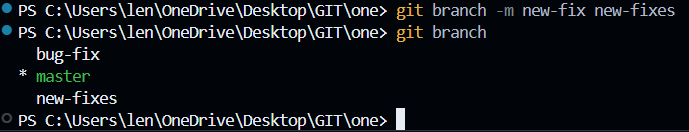 PS C:\Users\len\OneDrive\Desktop\GIT\one> git branch -m new-fix new-fixes
PS C:\Users\len\OneDrive\Desktop\GIT\one> git branch
  bug-fix
* master
  new-fixes
PS C:\Users\len\OneDrive\Desktop\GIT\one>